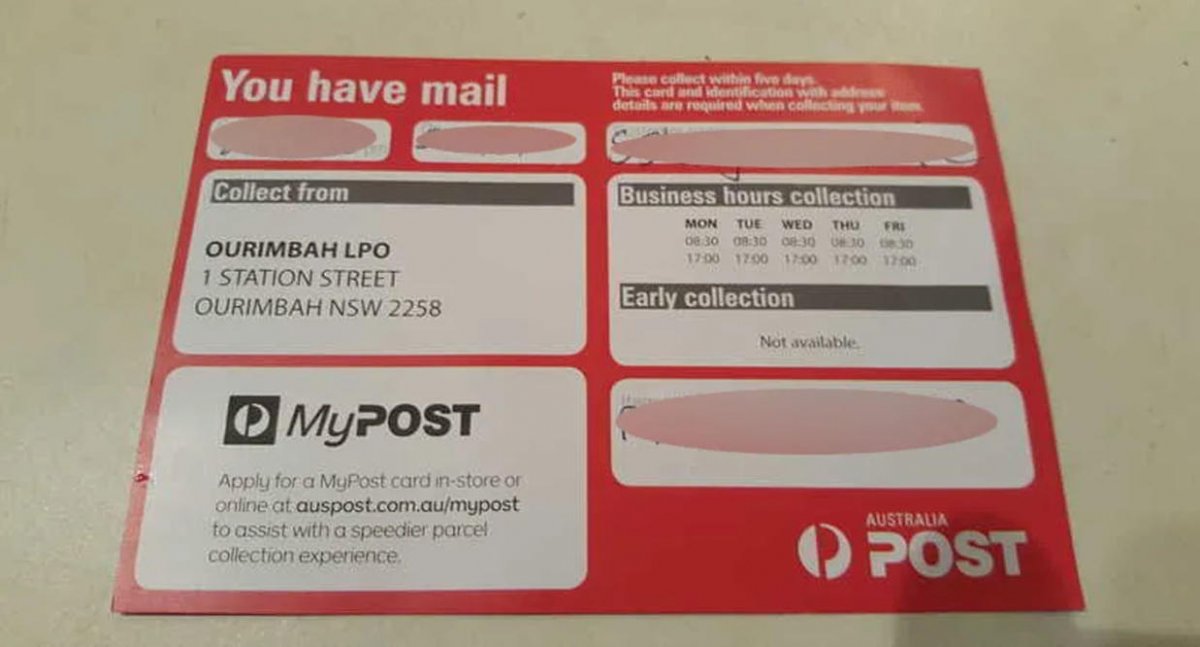 You have mail
Please collect within five days.
This card and identification with address
details are required when collecting your item.
Collect from
OURIMBAH LPO
1 STATION STREET
OURIMBAH NSW 2258
Business hours collection
MON TUE WED THU FRI
08:30 08:30 08:30 08:30 08:30
17:00 17:00 17:00 17:00 17:00
Early collection
Not available.
MyPOST
Apply for a MyPost card in-store or
online at auspost.com.au/mypost
to assist with a speedier parcel
collection experience.
AUSTRALIA
POST